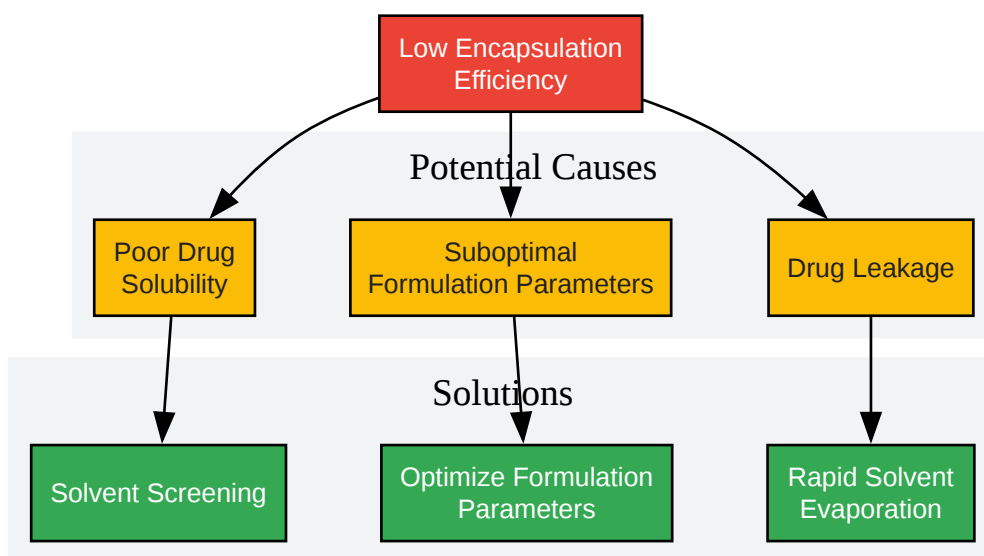 Low Encapsulation
Efficiency
Potential Causes
Poor Drug
Solubility
Suboptimal
Formulation Parameters
Drug Leakage
Solutions
Solvent Screening
Optimize Formulation
Parameters
Rapid Solvent
Evaporation